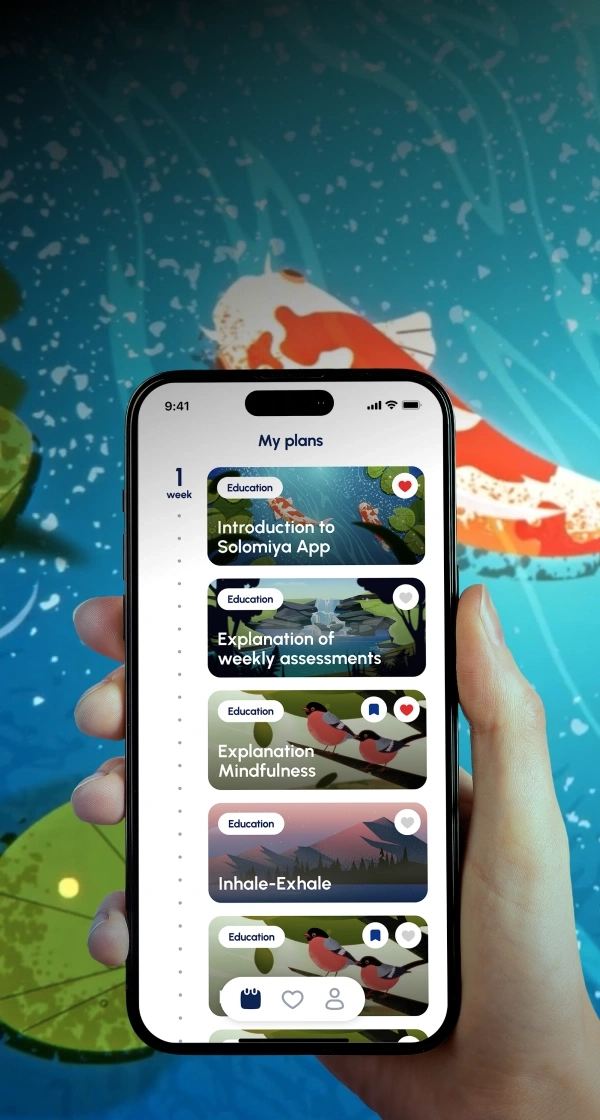 9:41
My plans
1
week
Education
Introduction to
Solomiya App
Education
Explanation of
weekly assessments
Education
Explanation
Mindfulness
Education
Inhale-Exhale
Education